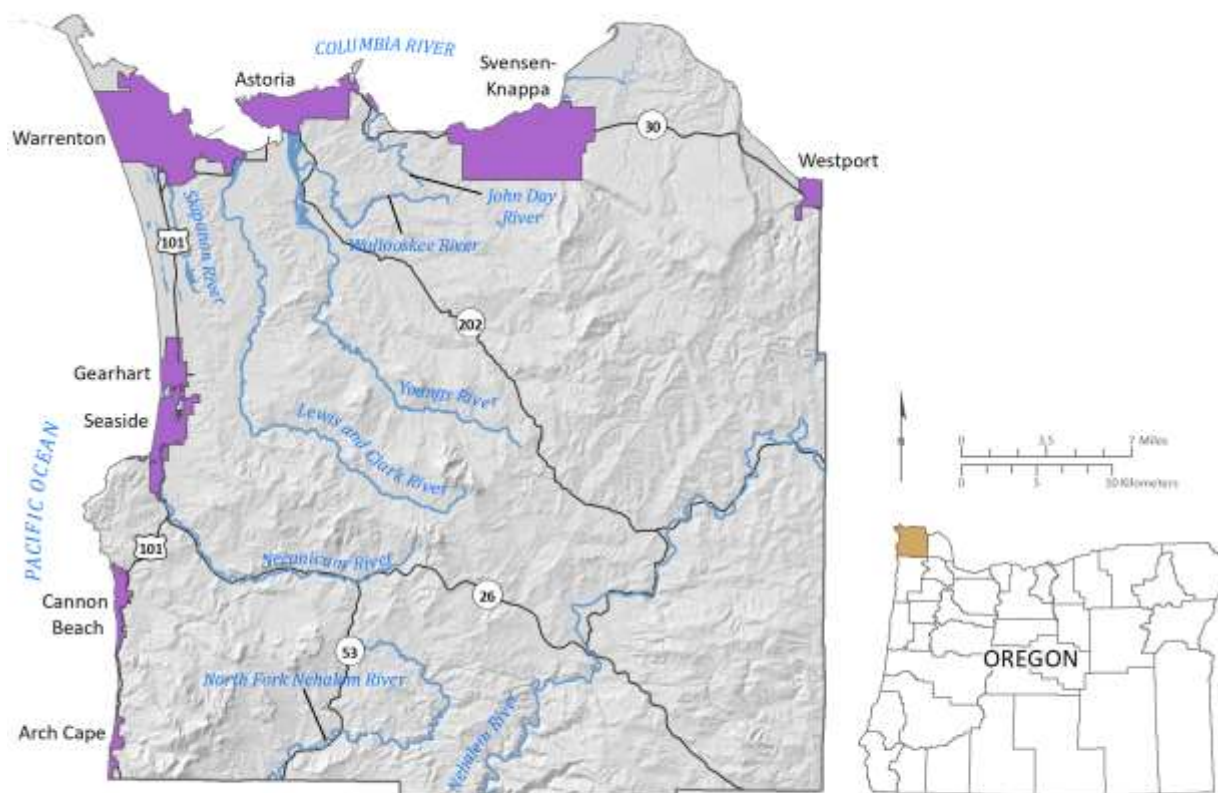 COLUMBIA RIVER
Astoria
Svensen-
Knappa
Warrenton
30
Westport
John Day
River
Skipanon River
Wallooskee River
101
202
Gearhart
Youngs River
Seaside
Lewis and Clark River
PACIFIC OCEAN
101
Necanicum River
Cannon
Beach
26
53
North Fork Nehalem River
Arch Cape
Nehalem River
N
0 3.5 7 Miles
0 5 10 Kilometers
OREGON